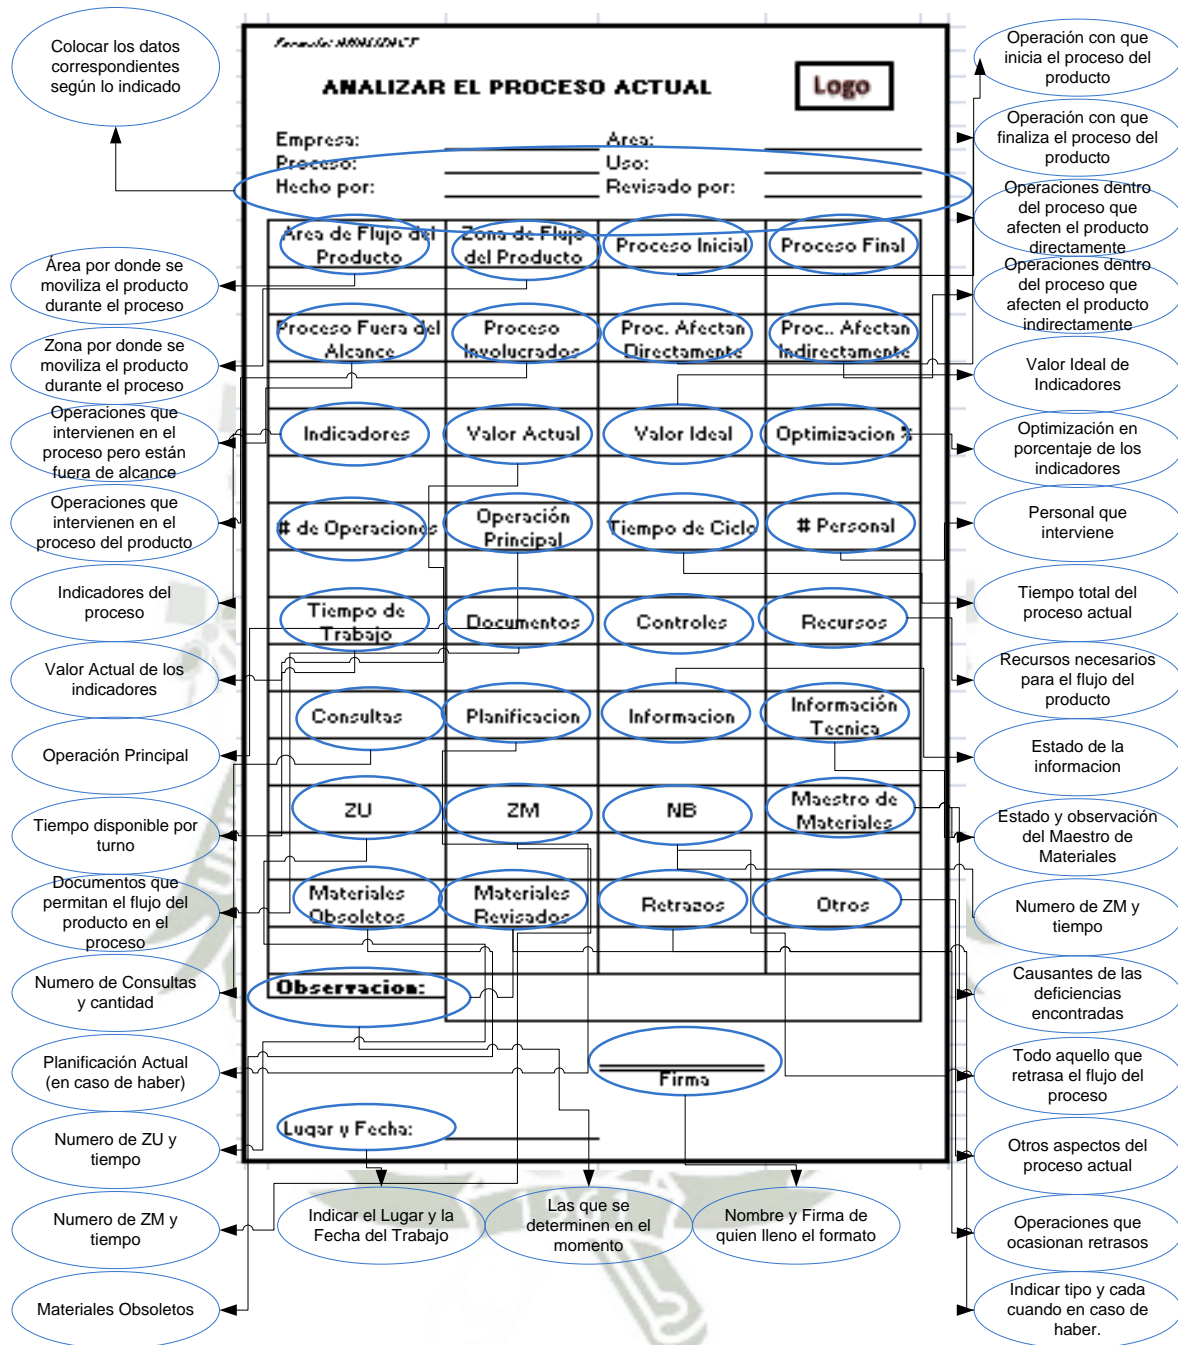 Colocar los datos
correspondientes
según lo indicado
ANALIZAR EL PROCESO ACTUAL
Logo
Empresa:
Area:
Proceso:
Uso:
Hecho por:
Revisado por:
Area de Flujo del
Producto
Zona de Flujo
del Producto
Proceso Inicial
Proceso Final
Proceso Fuera del
Alcance
Proceso
Involucrados
Proc. Afectan
Directamente
Proc.. Afectan
Indirectamente
Indicadores
Valor Actual
Valor Ideal
Optimizacion %
# de Operaciones
Operación
Principal
Tiempo de Ciclo
# Personal
Tiempo de
Trabajo
Documentos
Controles
Recursos
Consultas
Planificacion
Informacion
Información
Tecnica
ZU
ZM
NB
Maestro de
Materiales
Materiales
Obsoletos
Materiales
Revisados
Retrazos
Otros
Observacion:
Firma
Lugar y Fecha:
Área por donde se
moviliza el producto
durante el proceso
Zona por donde se
moviliza el producto
durante el proceso
Operaciones que
intervienen en el
proceso pero están
fuera de alcance
Operaciones que
intervienen en el
proceso del producto
Indicadores del
proceso
Valor Actual de los
indicadores
Operación Principal
Tiempo disponible por
turno
Documentos que
permitan el flujo del
producto en el
proceso
Numero de Consultas
y cantidad
Planificación Actual
(en caso de haber)
Numero de ZU y
tiempo
Numero de ZM y
tiempo
Materiales Obsoletos
Operación con que
inicia el proceso del
producto
Operación con que
finaliza el proceso del
producto
Operaciones dentro
del proceso que
afecten el producto
directamente
Operaciones dentro
del proceso que
afecten el producto
indirectamente
Valor Ideal de
Indicadores
Optimización en
porcentaje de los
indicadores
Personal que
interviene
Tiempo total del
proceso actual
Recursos necesarios
para el flujo del
producto
Estado de la
informacion
Estado y observación
del Maestro de
Materiales
Numero de ZM y
tiempo
Causantes de las
deficiencias
encontradas
Todo aquello que
retrasa el flujo del
proceso
Otros aspectos del
proceso actual
Operaciones que
ocasionan retrasos
Indicar tipo y cada
cuando en caso de
haber.
Indicar el Lugar y la
Fecha del Trabajo
Las que se
determinen en el
momento
Nombre y Firma de
quien lleno el formato